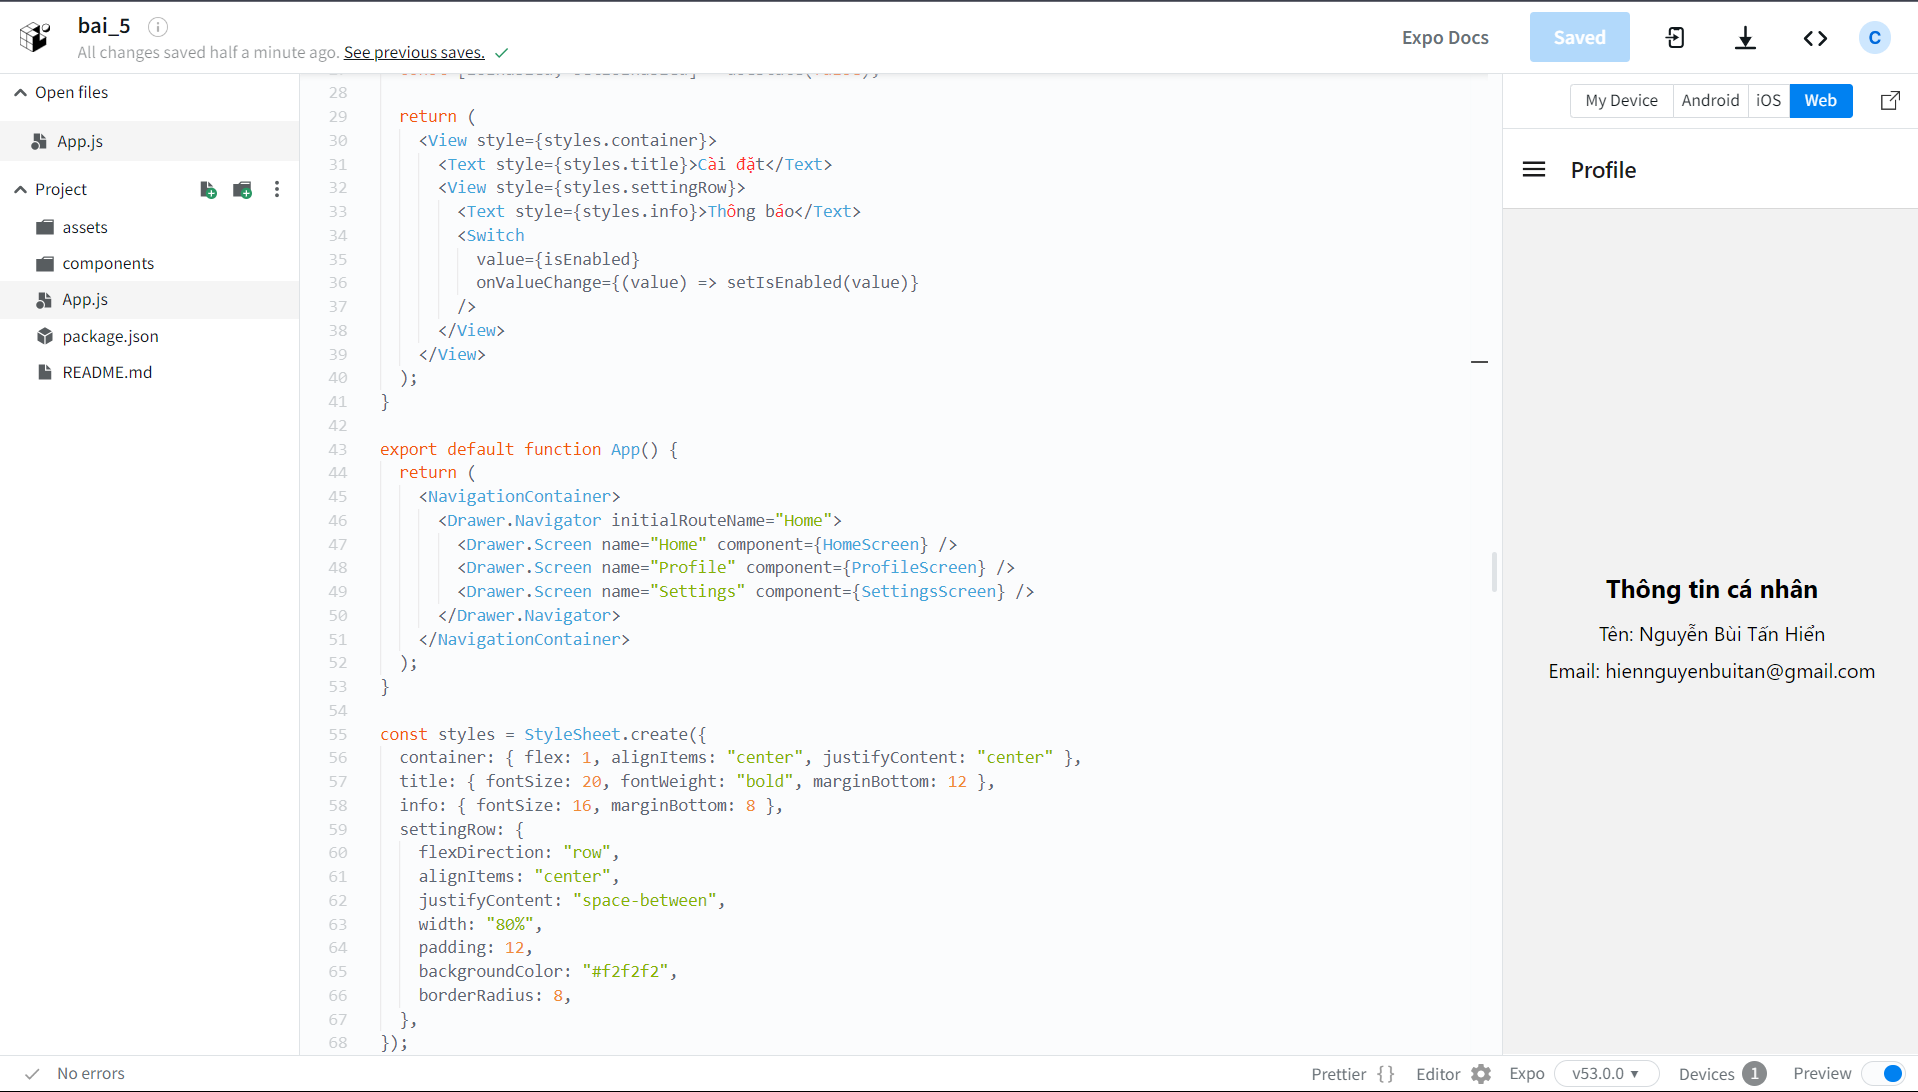 bai_5
All changes saved half a minute ago. See previous saves.
Expo Docs
Saved
C
Open files
App.js
Project
assets
components
App.js
package.json
README.md
28
29 return (
30 <View style={styles.container}>
31 <Text style={styles.title}>Cài đặt</Text>
32 <View style={styles.settingRow}>
33 <Text style={styles.info}>Thông báo</Text>
34 <Switch
35 value={isEnabled}
36 onValueChange={(value) => setIsEnabled(value)}
37 />
38 </View>
39 </View>
40 );
41 }
42
43 export default function App() {
44 return (
45 <NavigationContainer>
46 <Drawer.Navigator initialRouteName="Home">
47 <Drawer.Screen name="Home" component={HomeScreen} />
48 <Drawer.Screen name="Profile" component={ProfileScreen} />
49 <Drawer.Screen name="Settings" component={SettingsScreen} />
50 </Drawer.Navigator>
51 </NavigationContainer>
52 );
53 }
54
55 const styles = StyleSheet.create({
56 container: { flex: 1, alignItems: "center", justifyContent: "center" },
57 title: { fontSize: 20, fontWeight: "bold", marginBottom: 12 },
58 info: { fontSize: 16, marginBottom: 8 },
59 settingRow: {
60 flexDirection: "row",
61 alignItems: "center",
62 justifyContent: "space-between",
63 width: "80%",
64 padding: 12,
65 backgroundColor: "#f2f2f2",
66 borderRadius: 8,
67 },
68 });
My Device Android iOS Web
Profile
Thông tin cá nhân
Tên: Nguyễn Bùi Tấn Hiển
Email: hiennguyenbuitan@gmail.com
No errors
Prettier {} Editor Expo v53.0.0 Devices 1 Preview